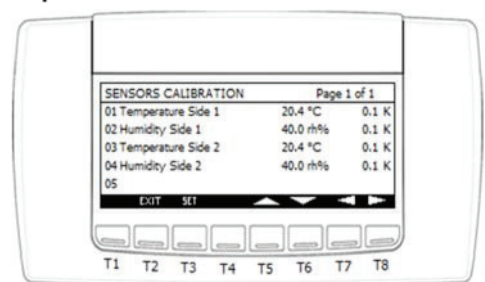 SENSORS CALIBRATION Page 1 of 1
01 Temperature Side 1 20.4 °C 0.1 K
02 Humidity Side 1 40.0 rh% 0.1 K
03 Temperature Side 2 20.4 °C 0.1 K
04 Humidity Side 2 40.0 rh% 0.1 K
05
EXIT SET
T1 T2 T3 T4 T5 T6 T7 T8